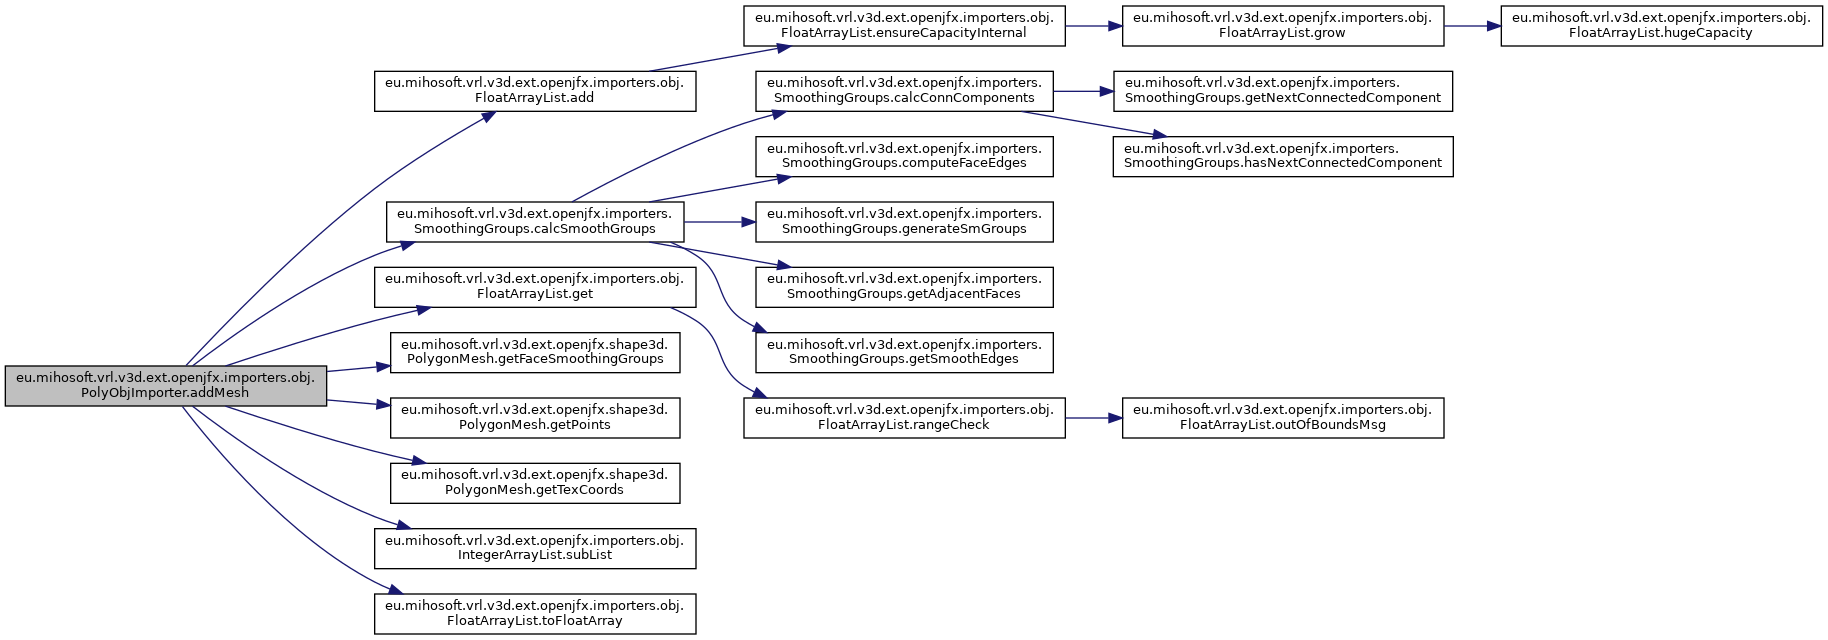 eu.mihosoft.vrl.v3d.ext.openjfx.importers.obj.
PolyObjImporter.addMesh
eu.mihosoft.vrl.v3d.ext.openjfx.importers.obj.
FloatArrayList.add
eu.mihosoft.vrl.v3d.ext.openjfx.importers.
SmoothingGroups.calcSmoothGroups
eu.mihosoft.vrl.v3d.ext.openjfx.importers.obj.
FloatArrayList.get
eu.mihosoft.vrl.v3d.ext.openjfx.shape3d.
PolygonMesh.getFaceSmoothingGroups
eu.mihosoft.vrl.v3d.ext.openjfx.shape3d.
PolygonMesh.getPoints
eu.mihosoft.vrl.v3d.ext.openjfx.shape3d.
PolygonMesh.getTexCoords
eu.mihosoft.vrl.v3d.ext.openjfx.importers.obj.
IntegerArrayList.subList
eu.mihosoft.vrl.v3d.ext.openjfx.importers.obj.
FloatArrayList.toFloatArray
eu.mihosoft.vrl.v3d.ext.openjfx.importers.obj.
FloatArrayList.ensureCapacityInternal
eu.mihosoft.vrl.v3d.ext.openjfx.importers.
SmoothingGroups.calcConnComponents
eu.mihosoft.vrl.v3d.ext.openjfx.importers.
SmoothingGroups.computeFaceEdges
eu.mihosoft.vrl.v3d.ext.openjfx.importers.
SmoothingGroups.generateSmGroups
eu.mihosoft.vrl.v3d.ext.openjfx.importers.
SmoothingGroups.getAdjacentFaces
eu.mihosoft.vrl.v3d.ext.openjfx.importers.
SmoothingGroups.getSmoothEdges
eu.mihosoft.vrl.v3d.ext.openjfx.importers.obj.
FloatArrayList.rangeCheck
eu.mihosoft.vrl.v3d.ext.openjfx.importers.obj.
FloatArrayList.grow
eu.mihosoft.vrl.v3d.ext.openjfx.importers.
SmoothingGroups.getNextConnectedComponent
eu.mihosoft.vrl.v3d.ext.openjfx.importers.
SmoothingGroups.hasNextConnectedComponent
eu.mihosoft.vrl.v3d.ext.openjfx.importers.obj.
FloatArrayList.outOfBoundsMsg
eu.mihosoft.vrl.v3d.ext.openjfx.importers.obj.
FloatArrayList.hugeCapacity